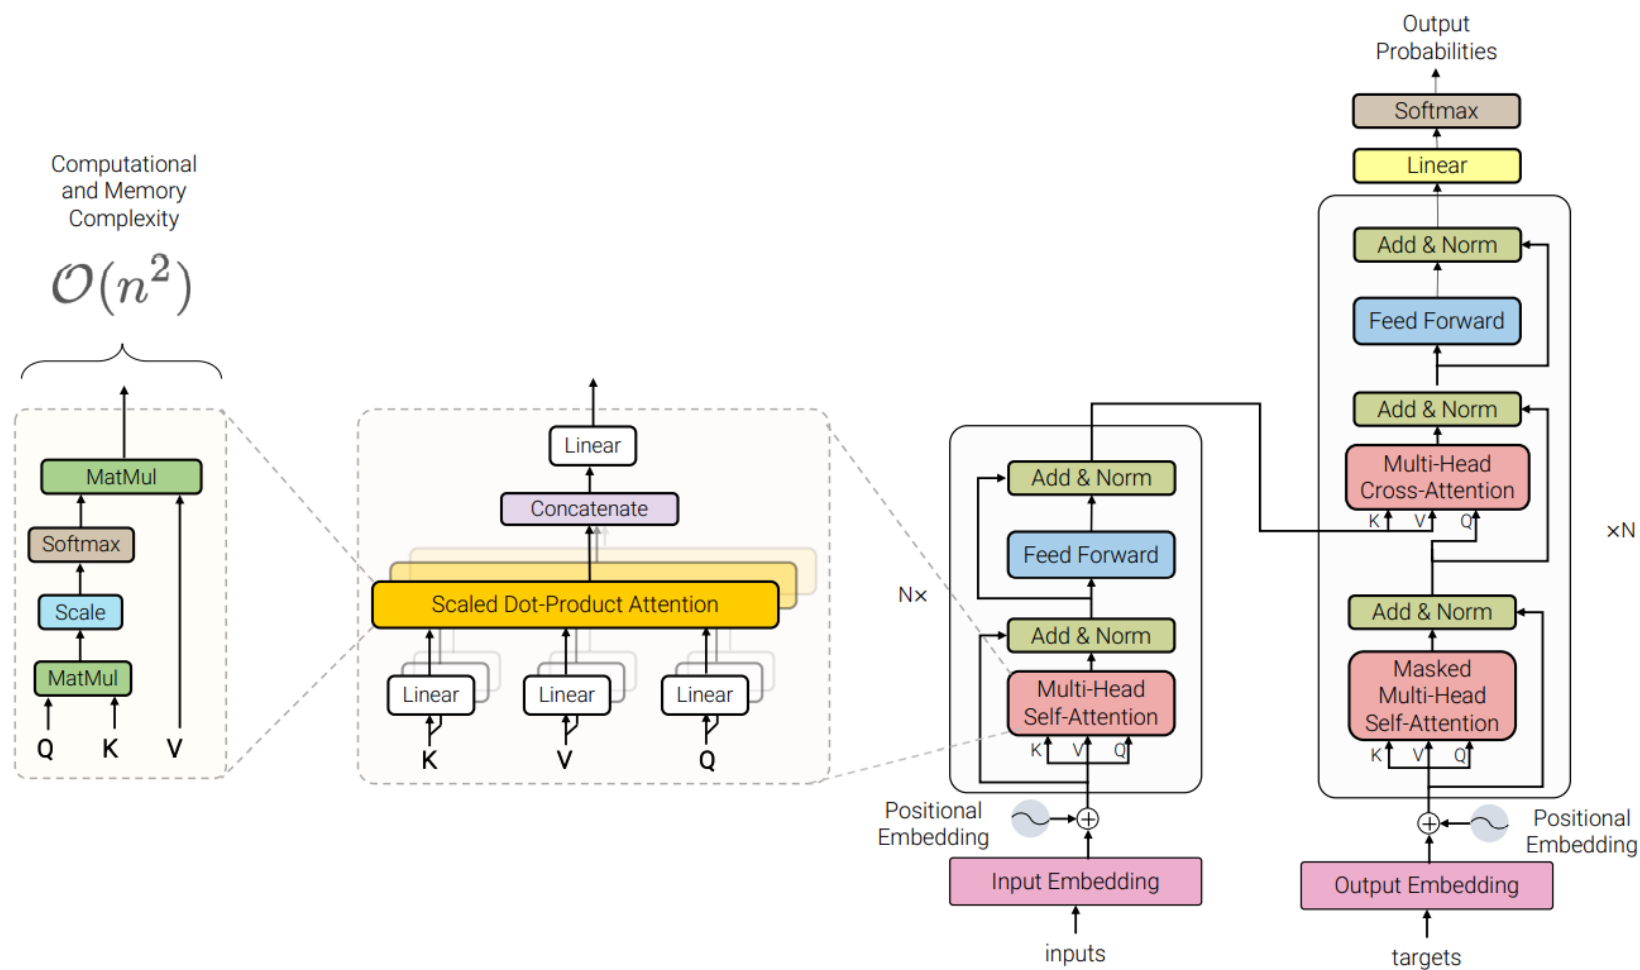 Computational
and Memory
Complexity
𝒪(n²)
MatMul
Softmax
Scale
MatMul
Q K V
Linear
Concatenate
Scaled Dot-Product Attention
Linear Linear Linear
K V Q
N×
Add & Norm
Feed Forward
Add & Norm
Multi-Head
Self-Attention
K V Q
Positional
Embedding
Input Embedding
inputs
Output
Probabilities
Softmax
Linear
Add & Norm
Feed Forward
Add & Norm
Multi-Head
Cross-Attention
K V Q
×N
Add & Norm
Masked
Multi-Head
Self-Attention
K V Q
Positional
Embedding
Output Embedding
targets